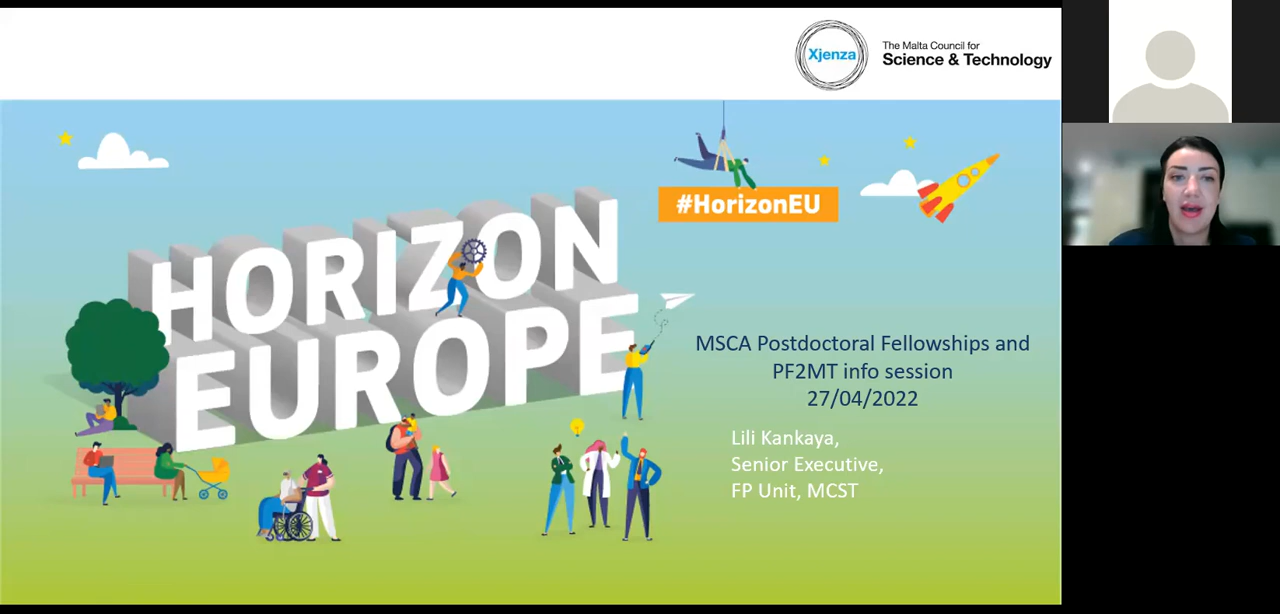 Xjenza
The Malta Council for
Science & Technology
#HorizonEU
HORIZON
EUROPE
MSCA Postdoctoral Fellowships and
PF2MT info session
27/04/2022
Lili Kankaya,
Senior Executive,
FP Unit, MCST